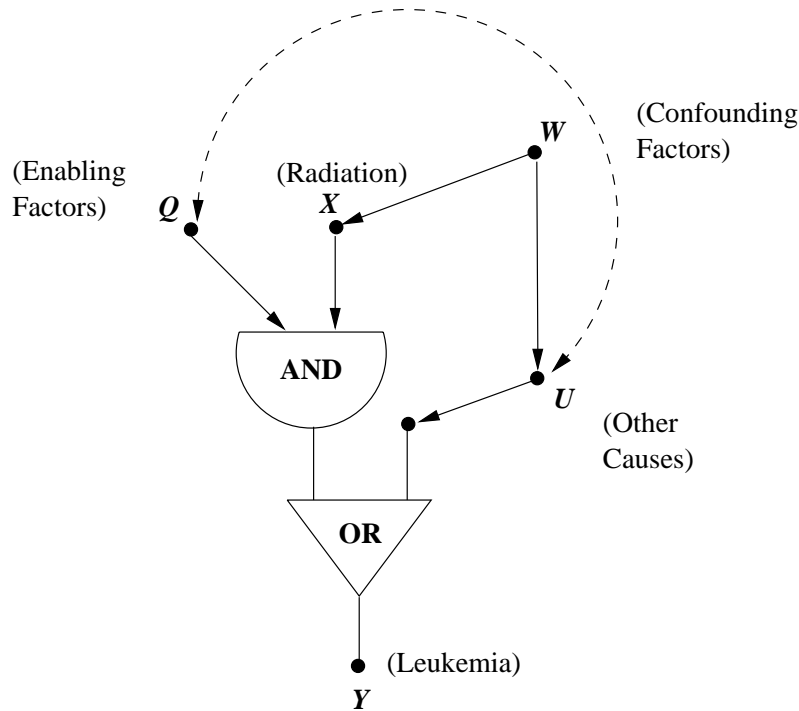 W
(Confounding
Factors)
(Enabling
Factors)
Q
(Radiation)
X
AND
U
(Other
Causes)
OR
(Leukemia)
Y